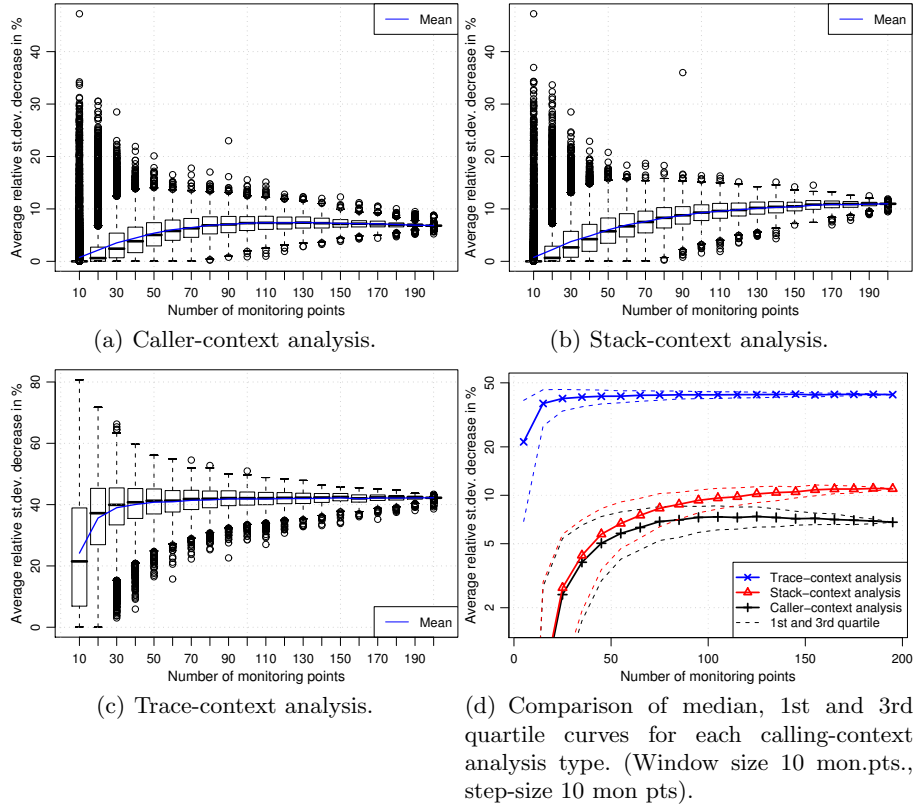 Average relative st.dev. decrease in %
0 10 20 30 40
10 30 50 70 90 110 130 150 170 190
Number of monitoring points
Mean
(a) Caller-context analysis.
Average relative st.dev. decrease in %
0 10 20 30 40
10 30 50 70 90 110 130 150 170 190
Number of monitoring points
Mean
(b) Stack-context analysis.
Average relative st.dev. decrease in %
0 20 40 60 80
10 30 50 70 90 110 130 150 170 190
Number of monitoring points
Mean
(c) Trace-context analysis.
Average relative st.dev. decrease in %
2 5 10 20 50
0 50 100 150 200
Number of monitoring points
Trace-context analysis
Stack-context analysis
Caller-context analysis
1st and 3rd quartile
(d) Comparison of median, 1st and 3rd
quartile curves for each calling-context
analysis type. (Window size 10 mon.pts.,
step-size 10 mon pts).